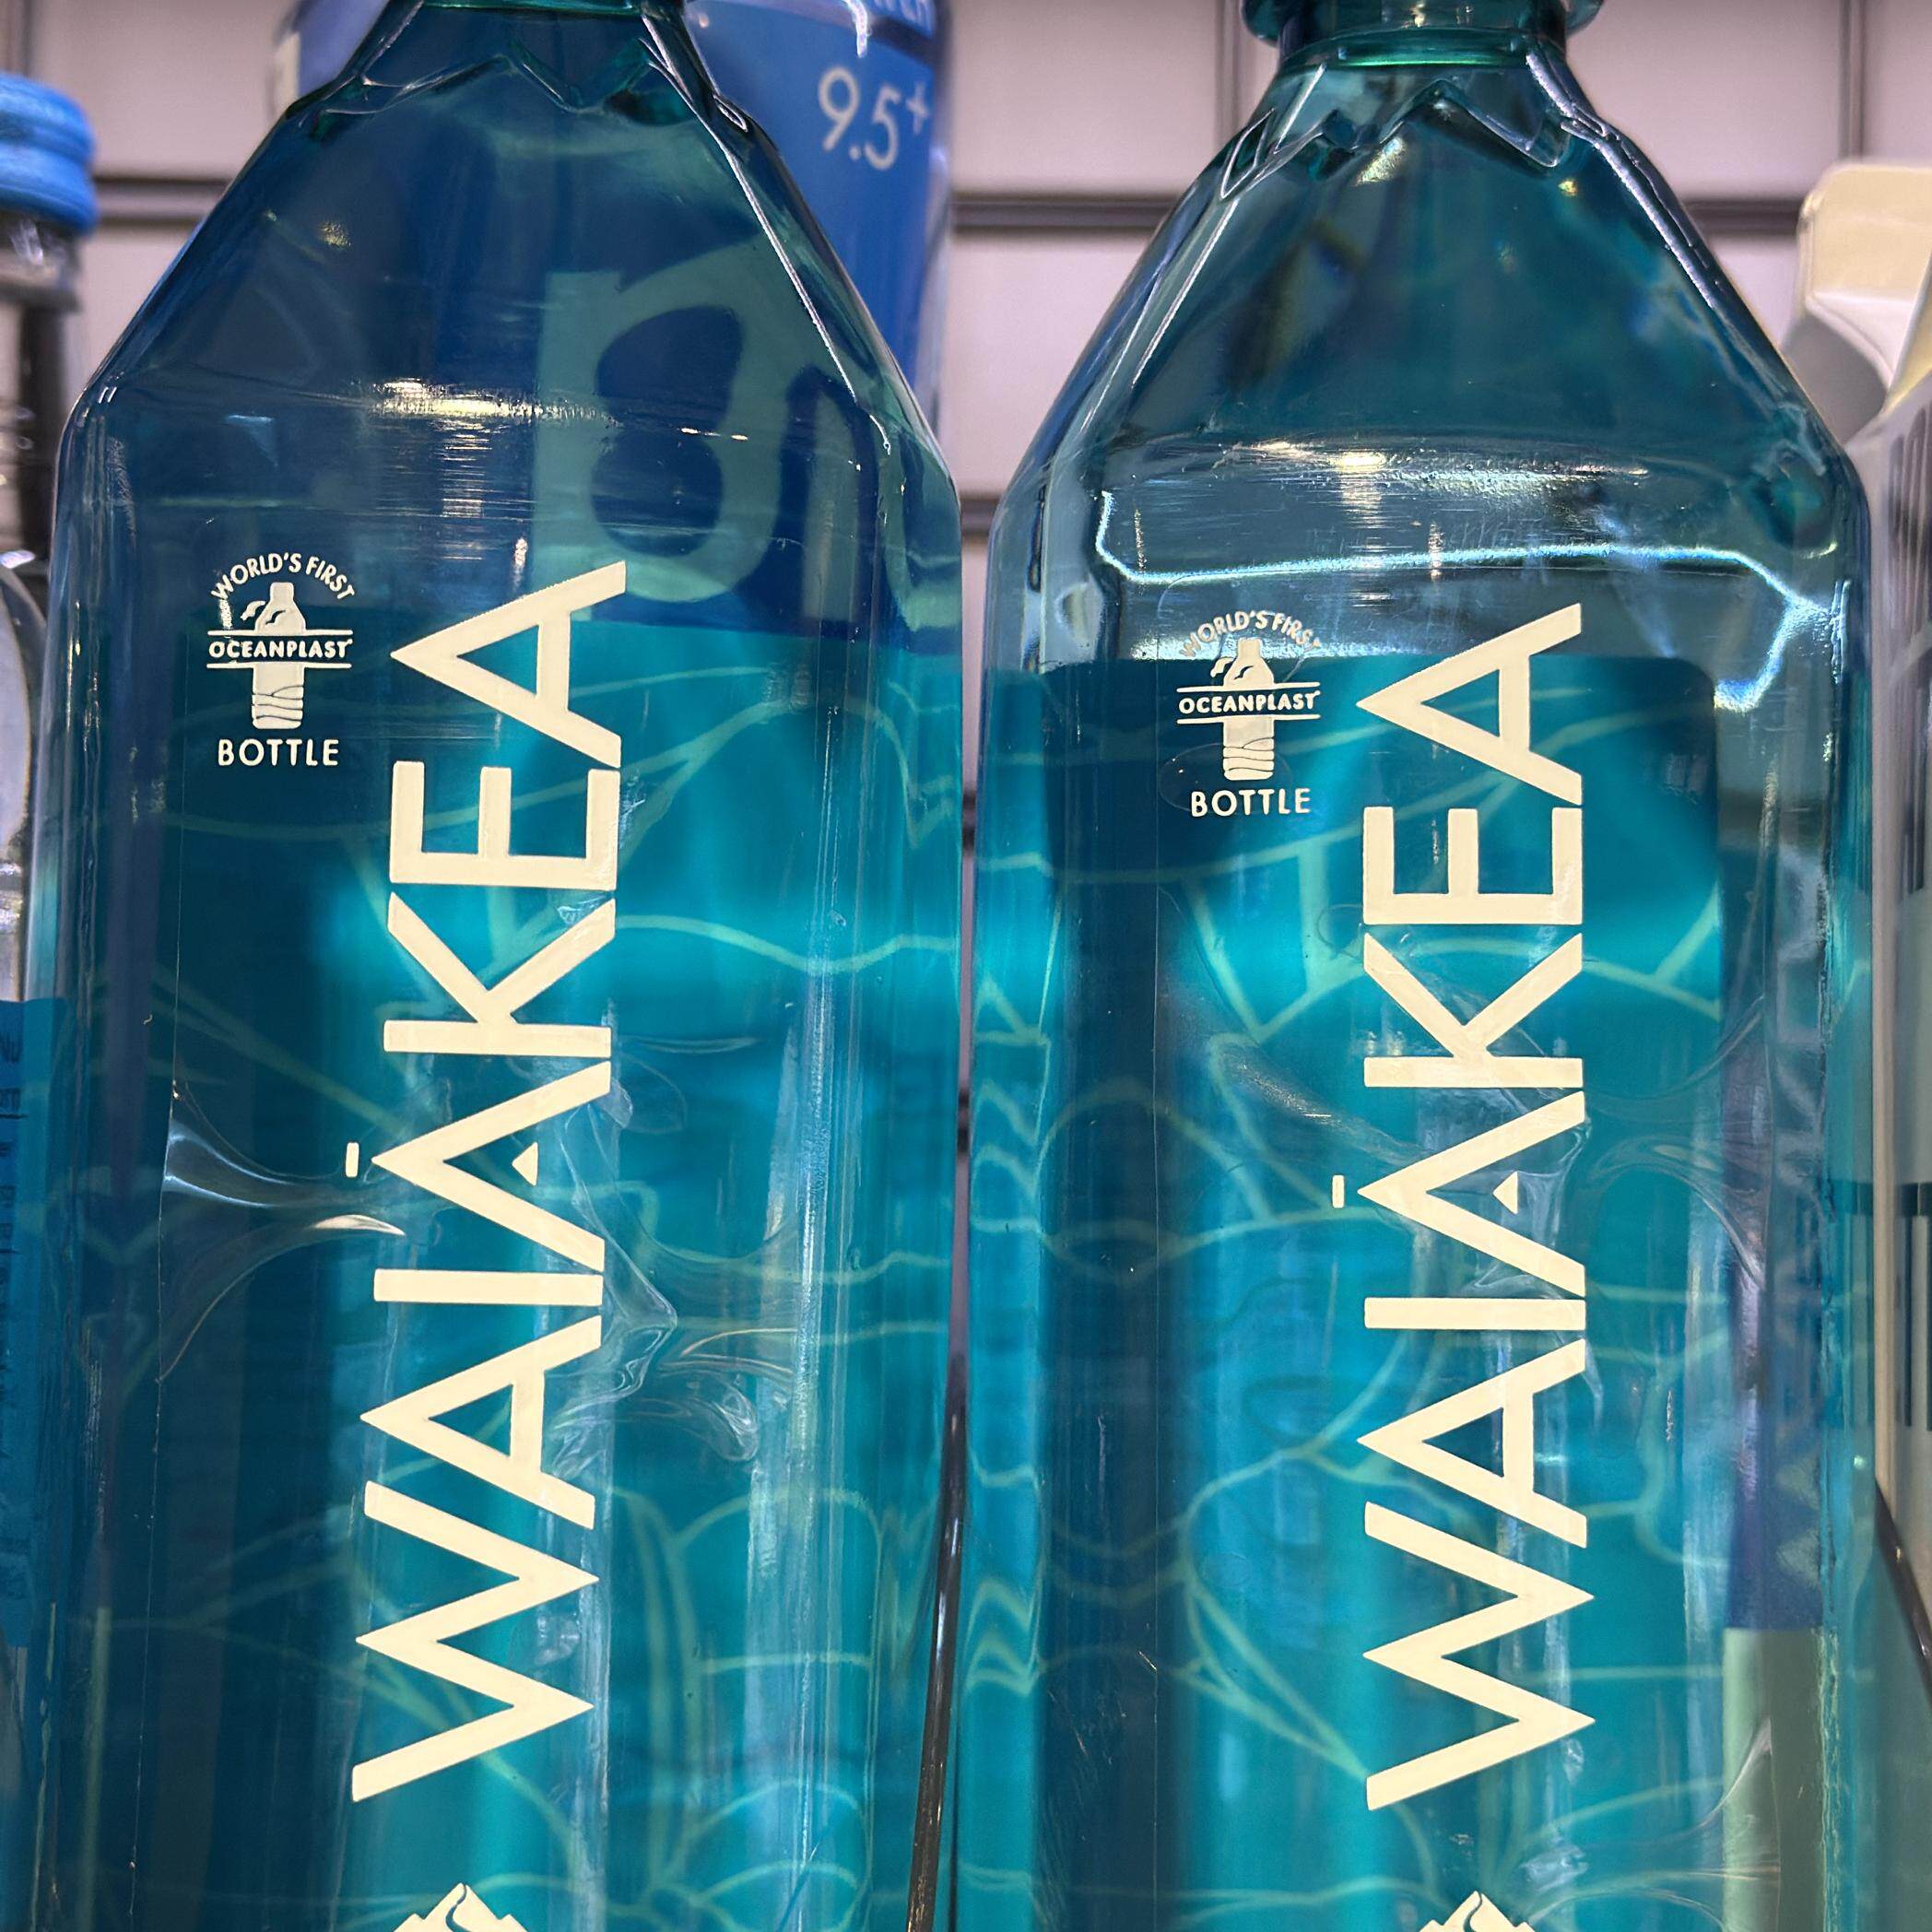 9.5+
WORLD'S FIRST
OCEANPLAST
BOTTLE
WAIĀKEA
WORLD'S FIRST
OCEANPLAST
BOTTLE
WAIĀKEA